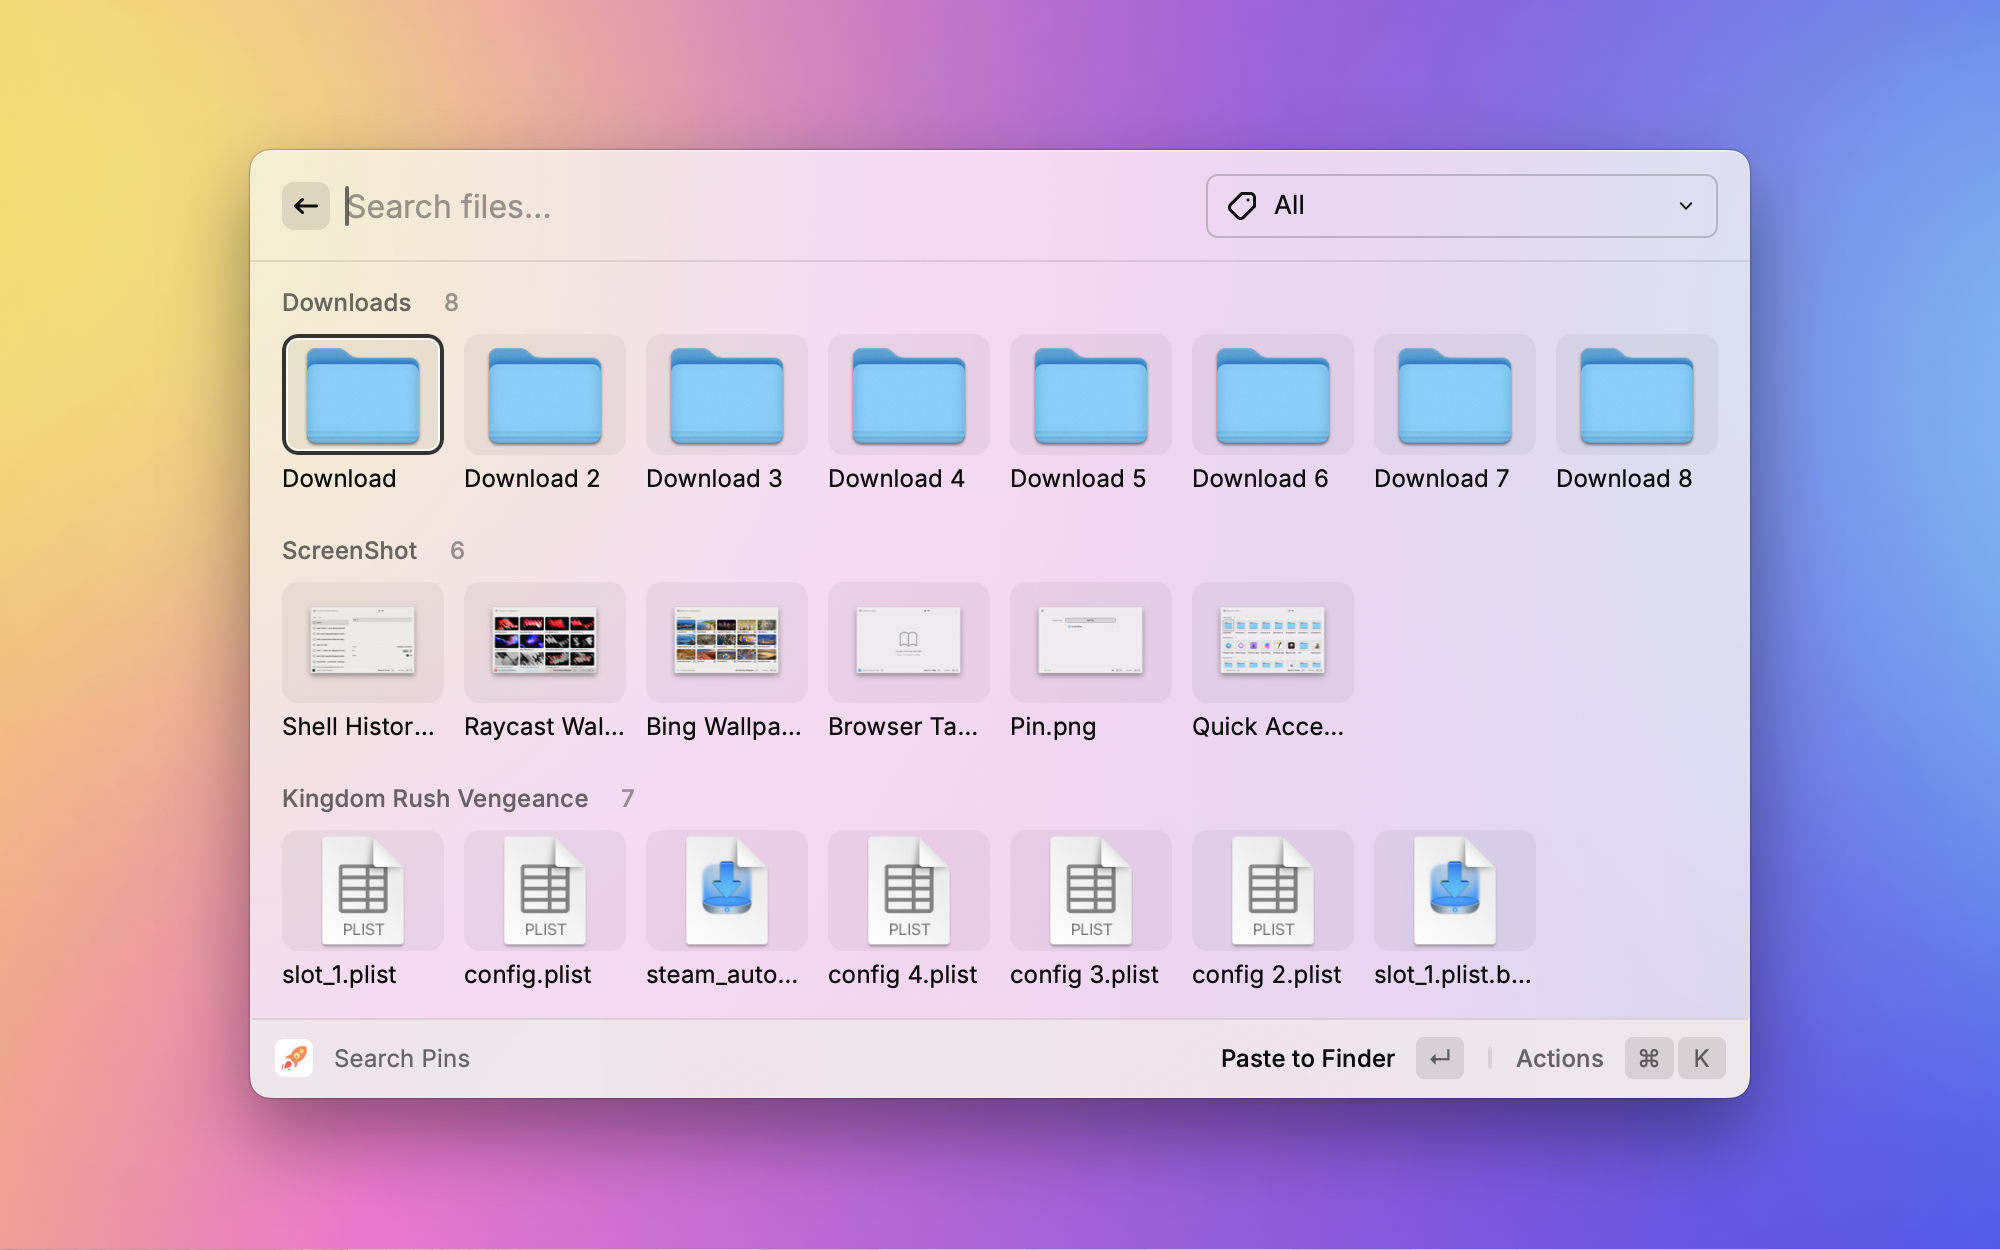 Search files...
All
Downloads 8
Download Download 2 Download 3 Download 4 Download 5 Download 6 Download 7 Download 8
ScreenShot 6
Shell Histor... Raycast Wal... Bing Wallpa... Browser Ta... Pin.png Quick Acce...
Kingdom Rush Vengeance 7
PLIST PLIST PLIST PLIST PLIST
slot_1.plist config.plist steam_auto... config 4.plist config 3.plist config 2.plist slot_1.plist.b...
Search Pins Paste to Finder Actions ⌘ K